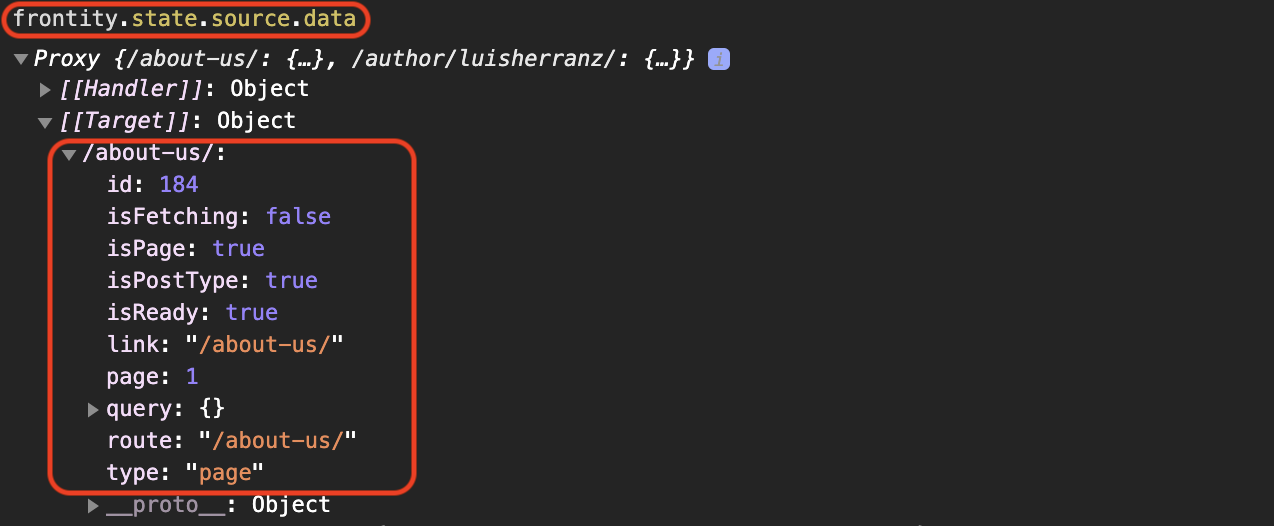 frontity.state.source.data
Proxy {/about-us/: {…}, /author/luisherranz/: {…}} i
[[Handler]]: Object
[[Target]]: Object
/about-us/:
id: 184
isFetching: false
isPage: true
isPostType: true
isReady: true
link: "/about-us/"
page: 1
query: {}
route: "/about-us/"
type: "page"
__proto__: Object